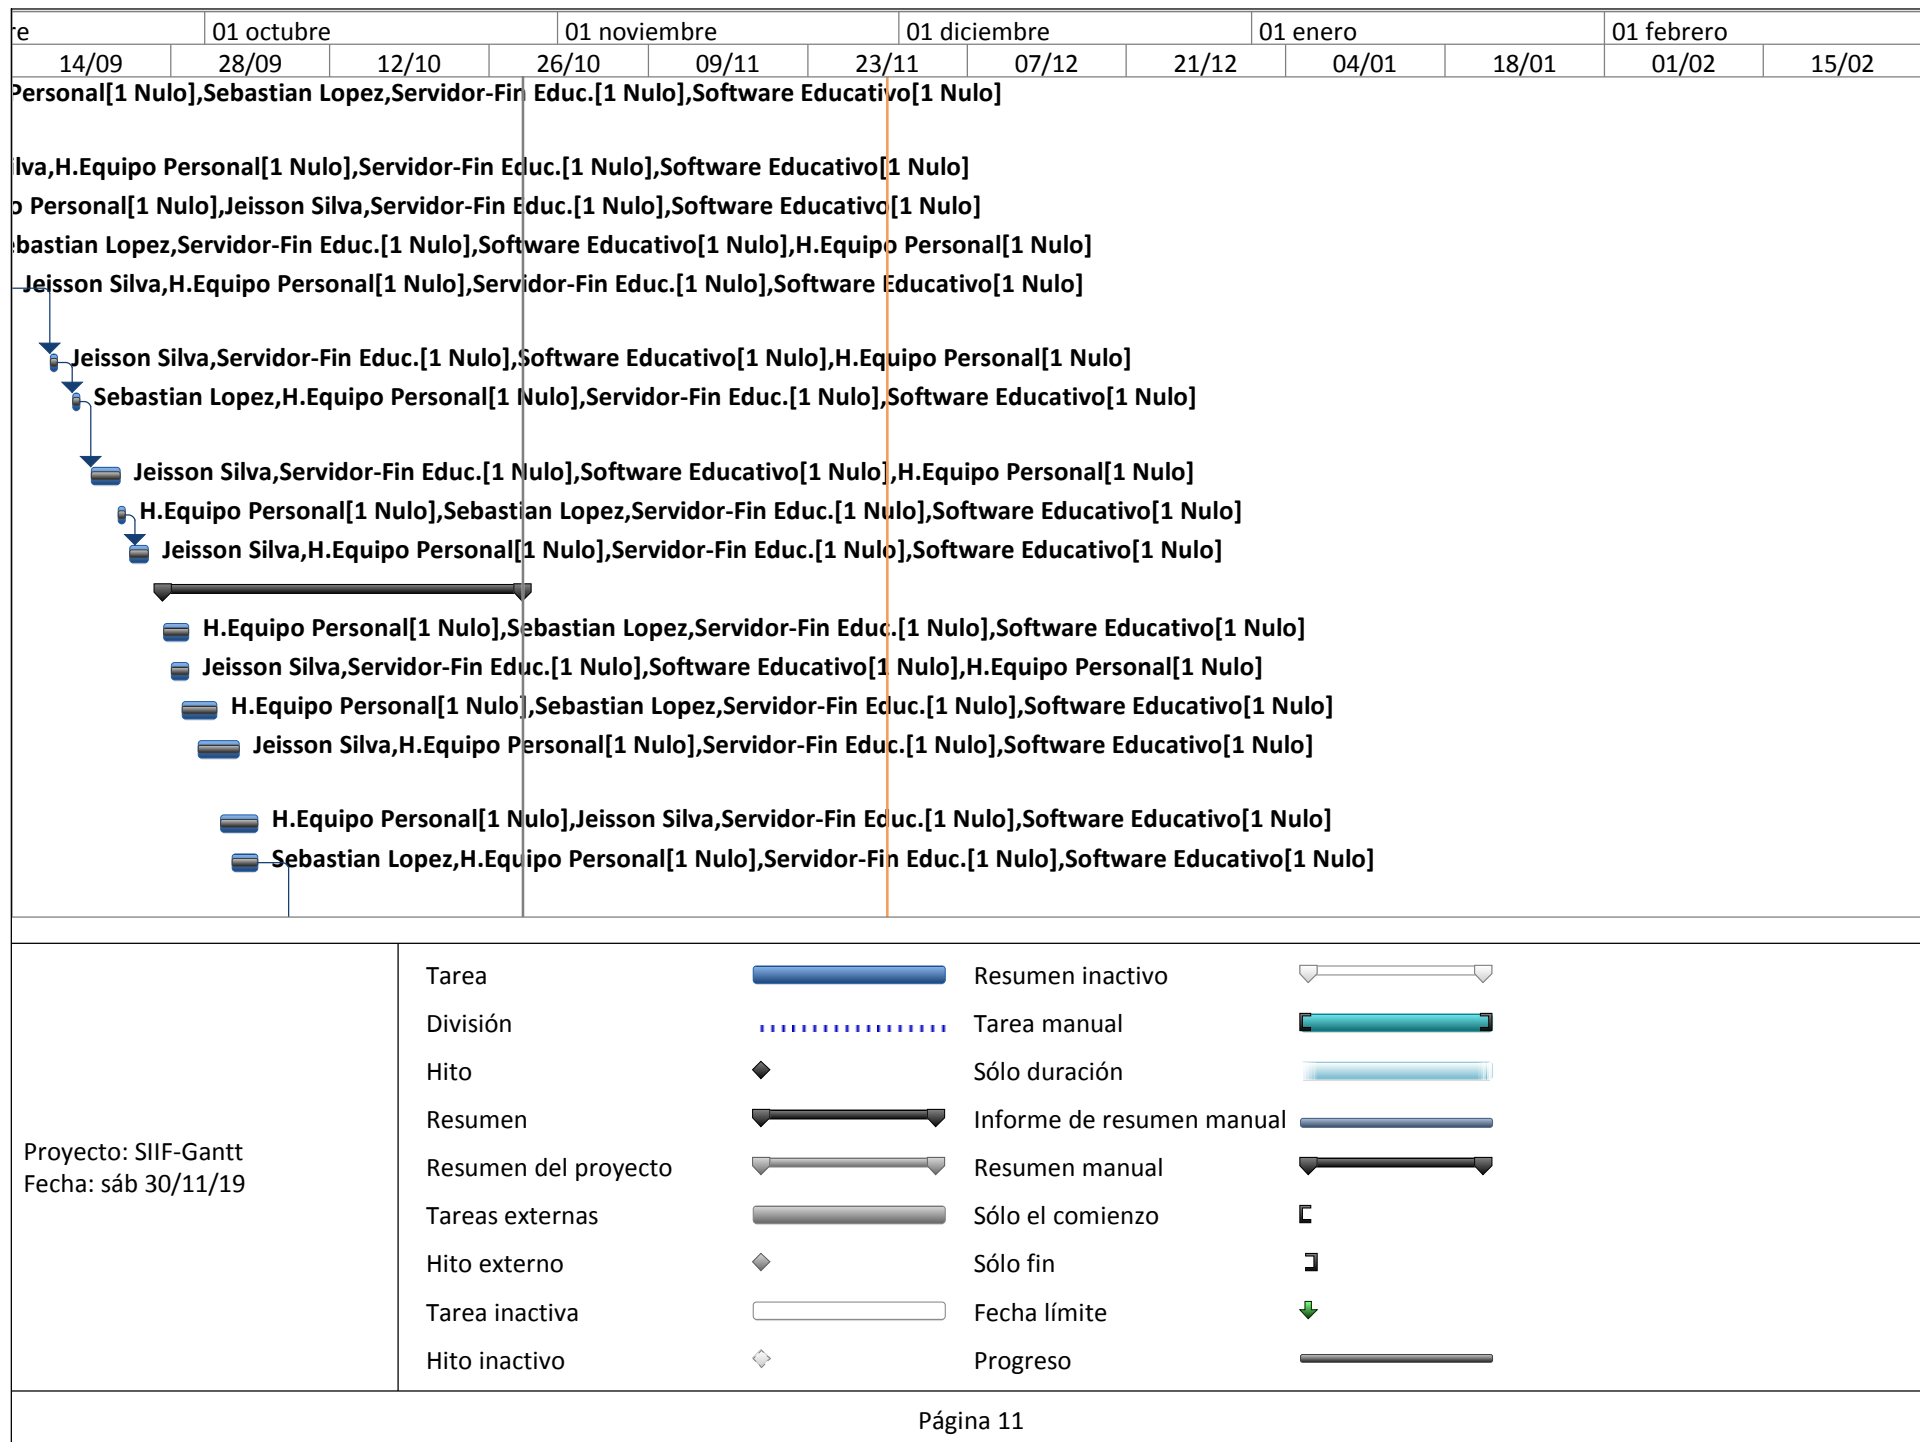 re 01 octubre 01 noviembre 01 diciembre 01 enero 01 febrero
14/09 28/09 12/10 26/10 09/11 23/11 07/12 21/12 04/01 18/01 01/02 15/02
Personal[1 Nulo],Sebastian Lopez,Servidor-Fin Educ.[1 Nulo],Software Educativo[1 Nulo]
ilva,H.Equipo Personal[1 Nulo],Servidor-Fin Educ.[1 Nulo],Software Educativo[1 Nulo]
o Personal[1 Nulo],Jeisson Silva,Servidor-Fin Educ.[1 Nulo],Software Educativo[1 Nulo]
ebastian Lopez,Servidor-Fin Educ.[1 Nulo],Software Educativo[1 Nulo],H.Equipo Personal[1 Nulo]
Jeisson Silva,H.Equipo Personal[1 Nulo],Servidor-Fin Educ.[1 Nulo],Software Educativo[1 Nulo]
Jeisson Silva,Servidor-Fin Educ.[1 Nulo],Software Educativo[1 Nulo],H.Equipo Personal[1 Nulo]
Sebastian Lopez,H.Equipo Personal[1 Nulo],Servidor-Fin Educ.[1 Nulo],Software Educativo[1 Nulo]
Jeisson Silva,Servidor-Fin Educ.[1 Nulo],Software Educativo[1 Nulo],H.Equipo Personal[1 Nulo]
H.Equipo Personal[1 Nulo],Sebastian Lopez,Servidor-Fin Educ.[1 Nulo],Software Educativo[1 Nulo]
Jeisson Silva,H.Equipo Personal[1 Nulo],Servidor-Fin Educ.[1 Nulo],Software Educativo[1 Nulo]
H.Equipo Personal[1 Nulo],Sebastian Lopez,Servidor-Fin Educ.[1 Nulo],Software Educativo[1 Nulo]
Jeisson Silva,Servidor-Fin Educ.[1 Nulo],Software Educativo[1 Nulo],H.Equipo Personal[1 Nulo]
H.Equipo Personal[1 Nulo],Sebastian Lopez,Servidor-Fin Educ.[1 Nulo],Software Educativo[1 Nulo]
Jeisson Silva,H.Equipo Personal[1 Nulo],Servidor-Fin Educ.[1 Nulo],Software Educativo[1 Nulo]
H.Equipo Personal[1 Nulo],Jeisson Silva,Servidor-Fin Educ.[1 Nulo],Software Educativo[1 Nulo]
Sebastian Lopez,H.Equipo Personal[1 Nulo],Servidor-Fin Educ.[1 Nulo],Software Educativo[1 Nulo]
Proyecto: SIIF-Gantt
Fecha: sáb 30/11/19
Tarea
División
Hito
Resumen
Resumen del proyecto
Tareas externas
Hito externo
Tarea inactiva
Hito inactivo
Resumen inactivo
Tarea manual
Sólo duración
Informe de resumen manual
Resumen manual
Sólo el comienzo
Sólo fin
Fecha límite
Progreso
Página 11